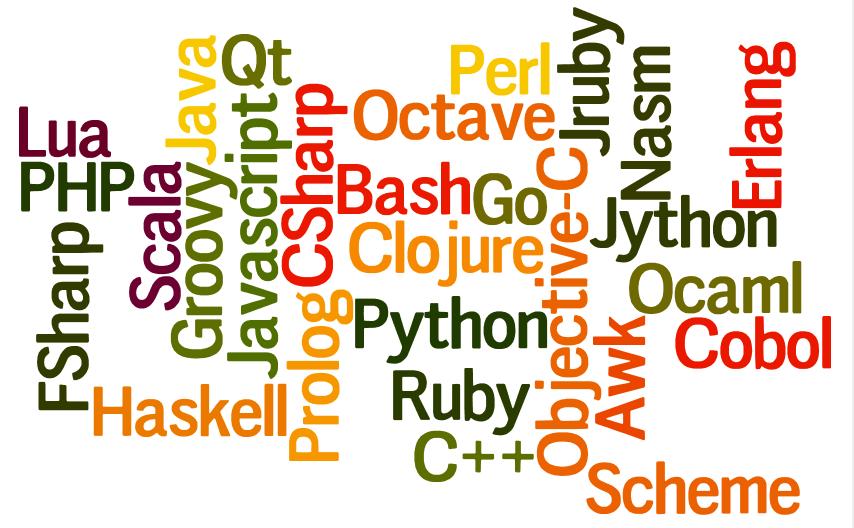 Lua
PHP
FSharp
Scala
Java
Groovy
Qt
Javascript
CSharp
Haskell
Prolog
Perl
Octave
Bash
Go
Clojure
Python
Ruby
C++
Objective-C
Jruby
Nasm
Erlang
Jython
Ocaml
Cobol
Awk
Scheme